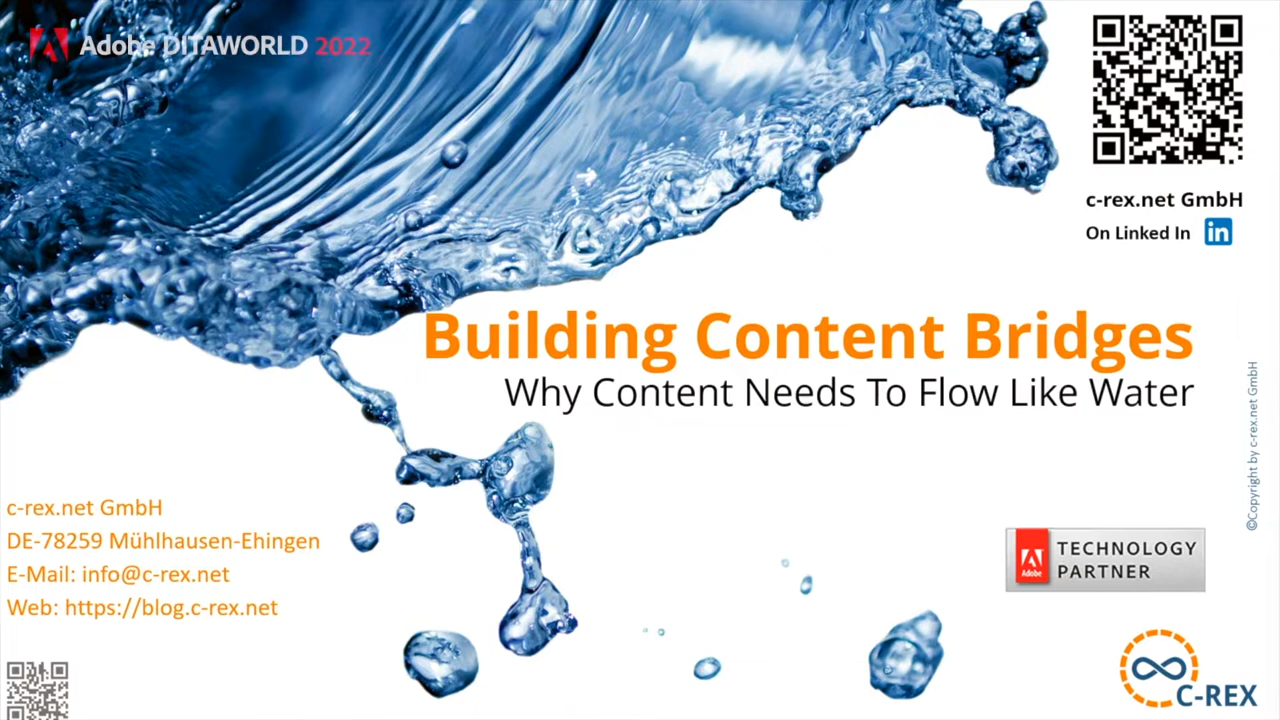 Adobe DITAWORLD 2022
c-rex.net GmbH
On Linked In in
Building Content Bridges
Why Content Needs To Flow Like Water
©Copyright by c-rex.net GmbH
c-rex.net GmbH
DE-78259 Mühlhausen-Ehingen
E-Mail: info@c-rex.net
Web: https://blog.c-rex.net
Adobe
TECHNOLOGY
PARTNER
C-REX